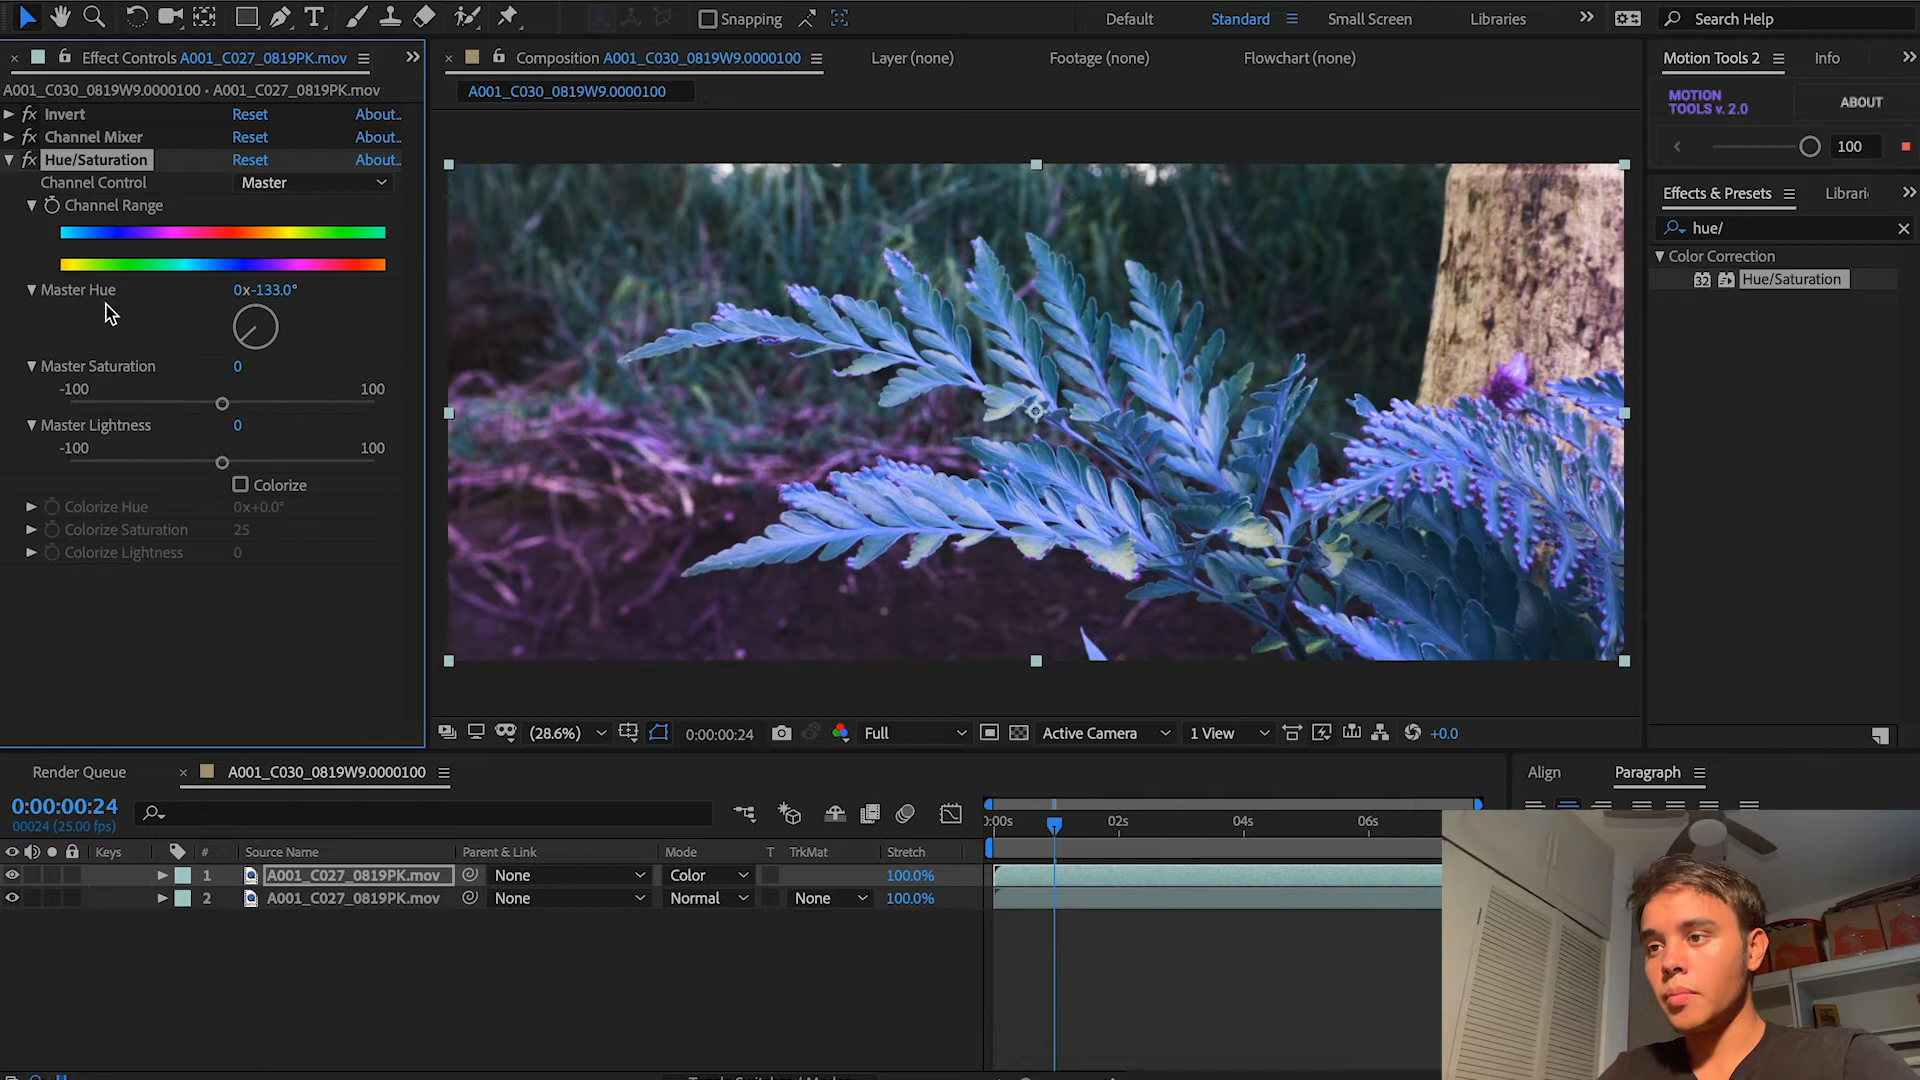 Snapping
Default
Standard
Small Screen
Libraries
Search Help
Effect Controls A001_C027_0819PK.mov
Composition A001_C030_0819W9.0000100
Layer (none)
Footage (none)
Flowchart (none)
Motion Tools 2
Info
A001_C030_0819W9.0000100 • A001_C027_0819PK.mov
A001_C030_0819W9.0000100
MOTION
TOOLS v. 2.0
ABOUT
fx Invert Reset About..
fx Channel Mixer Reset About..
fx Hue/Saturation Reset About..
100
Channel Control Master
Channel Range
Effects & Presets
Librari
hue/
Color Correction
32 Hue/Saturation
Master Hue 0x-133.0°
Master Saturation 0
-100 100
Master Lightness 0
-100 100
Colorize
Colorize Hue 0x+0.0°
Colorize Saturation 25
Colorize Lightness 0
(28.6%)
0:00:00:24
Full
Active Camera
1 View
+0.0
Render Queue
A001_C030_0819W9.0000100
Align
Paragraph
0:00:00:24
00024 (25.00 fps)
0:00s 02s 04s 06s
Keys # Source Name Parent & Link Mode T TrkMat Stretch
1 A001_C027_0819PK.mov None Color 100.0%
2 A001_C027_0819PK.mov None Normal None 100.0%